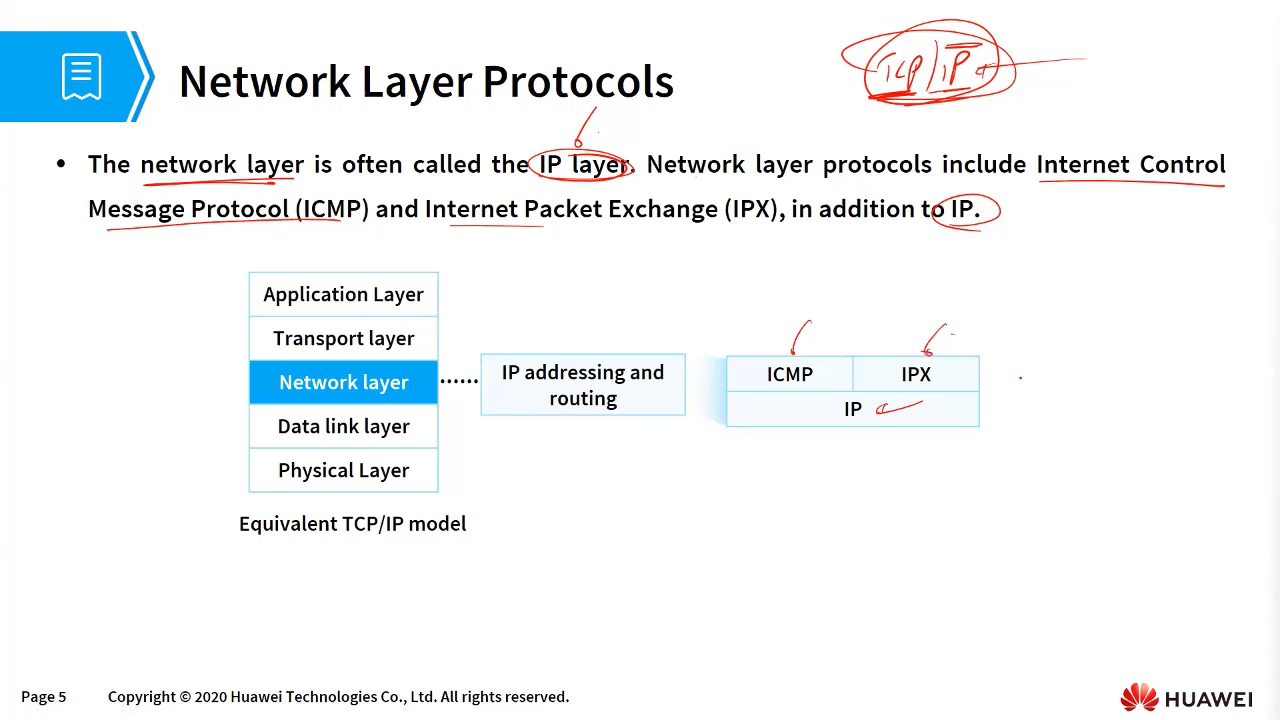 TCP/IP
Network Layer Protocols
• The network layer is often called the IP layer. Network layer protocols include Internet Control
Message Protocol (ICMP) and Internet Packet Exchange (IPX), in addition to IP.
Application Layer
Transport layer
Network layer
Data link layer
Physical Layer
Equivalent TCP/IP model
......
IP addressing and
routing
ICMP
IPX
IP
Page 5
Copyright © 2020 Huawei Technologies Co., Ltd. All rights reserved.
HUAWEI